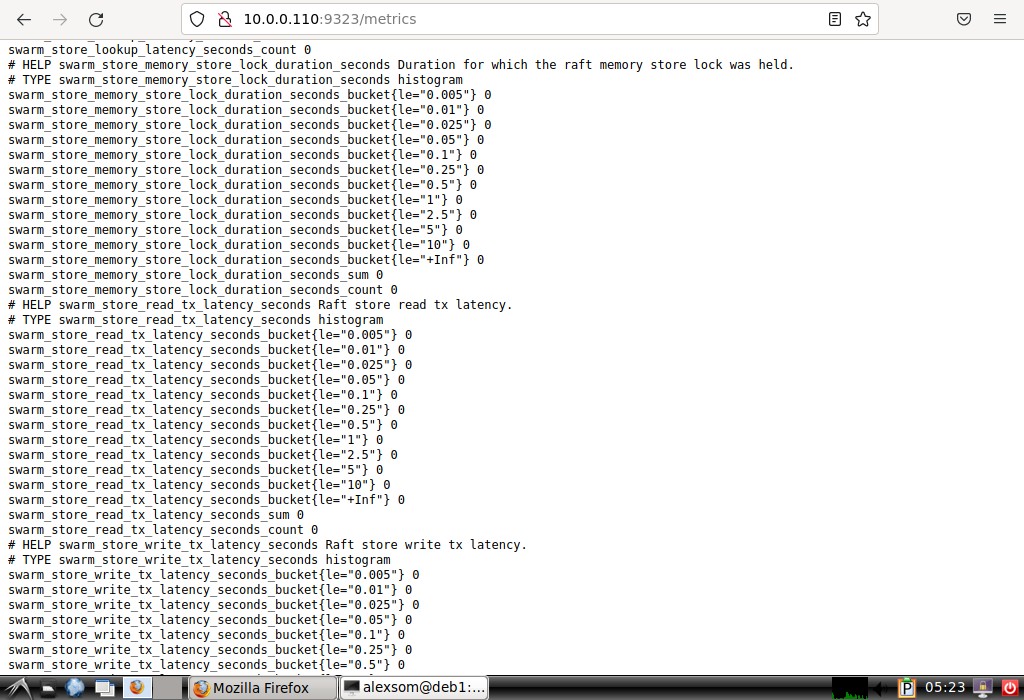 10.0.0.110:9323/metrics
swarm_store_lookup_latency_seconds_count 0
# HELP swarm_store_memory_store_lock_duration_seconds Duration for which the raft memory store lock was held.
# TYPE swarm_store_memory_store_lock_duration_seconds histogram
swarm_store_memory_store_lock_duration_seconds_bucket{le="0.005"} 0
swarm_store_memory_store_lock_duration_seconds_bucket{le="0.01"} 0
swarm_store_memory_store_lock_duration_seconds_bucket{le="0.025"} 0
swarm_store_memory_store_lock_duration_seconds_bucket{le="0.05"} 0
swarm_store_memory_store_lock_duration_seconds_bucket{le="0.1"} 0
swarm_store_memory_store_lock_duration_seconds_bucket{le="0.25"} 0
swarm_store_memory_store_lock_duration_seconds_bucket{le="0.5"} 0
swarm_store_memory_store_lock_duration_seconds_bucket{le="1"} 0
swarm_store_memory_store_lock_duration_seconds_bucket{le="2.5"} 0
swarm_store_memory_store_lock_duration_seconds_bucket{le="5"} 0
swarm_store_memory_store_lock_duration_seconds_bucket{le="10"} 0
swarm_store_memory_store_lock_duration_seconds_bucket{le="+Inf"} 0
swarm_store_memory_store_lock_duration_seconds_sum 0
swarm_store_memory_store_lock_duration_seconds_count 0
# HELP swarm_store_read_tx_latency_seconds Raft store read tx latency.
# TYPE swarm_store_read_tx_latency_seconds histogram
swarm_store_read_tx_latency_seconds_bucket{le="0.005"} 0
swarm_store_read_tx_latency_seconds_bucket{le="0.01"} 0
swarm_store_read_tx_latency_seconds_bucket{le="0.025"} 0
swarm_store_read_tx_latency_seconds_bucket{le="0.05"} 0
swarm_store_read_tx_latency_seconds_bucket{le="0.1"} 0
swarm_store_read_tx_latency_seconds_bucket{le="0.25"} 0
swarm_store_read_tx_latency_seconds_bucket{le="0.5"} 0
swarm_store_read_tx_latency_seconds_bucket{le="1"} 0
swarm_store_read_tx_latency_seconds_bucket{le="2.5"} 0
swarm_store_read_tx_latency_seconds_bucket{le="5"} 0
swarm_store_read_tx_latency_seconds_bucket{le="10"} 0
swarm_store_read_tx_latency_seconds_bucket{le="+Inf"} 0
swarm_store_read_tx_latency_seconds_sum 0
swarm_store_read_tx_latency_seconds_count 0
# HELP swarm_store_write_tx_latency_seconds Raft store write tx latency.
# TYPE swarm_store_write_tx_latency_seconds histogram
swarm_store_write_tx_latency_seconds_bucket{le="0.005"} 0
swarm_store_write_tx_latency_seconds_bucket{le="0.01"} 0
swarm_store_write_tx_latency_seconds_bucket{le="0.025"} 0
swarm_store_write_tx_latency_seconds_bucket{le="0.05"} 0
swarm_store_write_tx_latency_seconds_bucket{le="0.1"} 0
swarm_store_write_tx_latency_seconds_bucket{le="0.25"} 0
swarm_store_write_tx_latency_seconds_bucket{le="0.5"} 0
Mozilla Firefox alexsom@deb1:... P 05:23